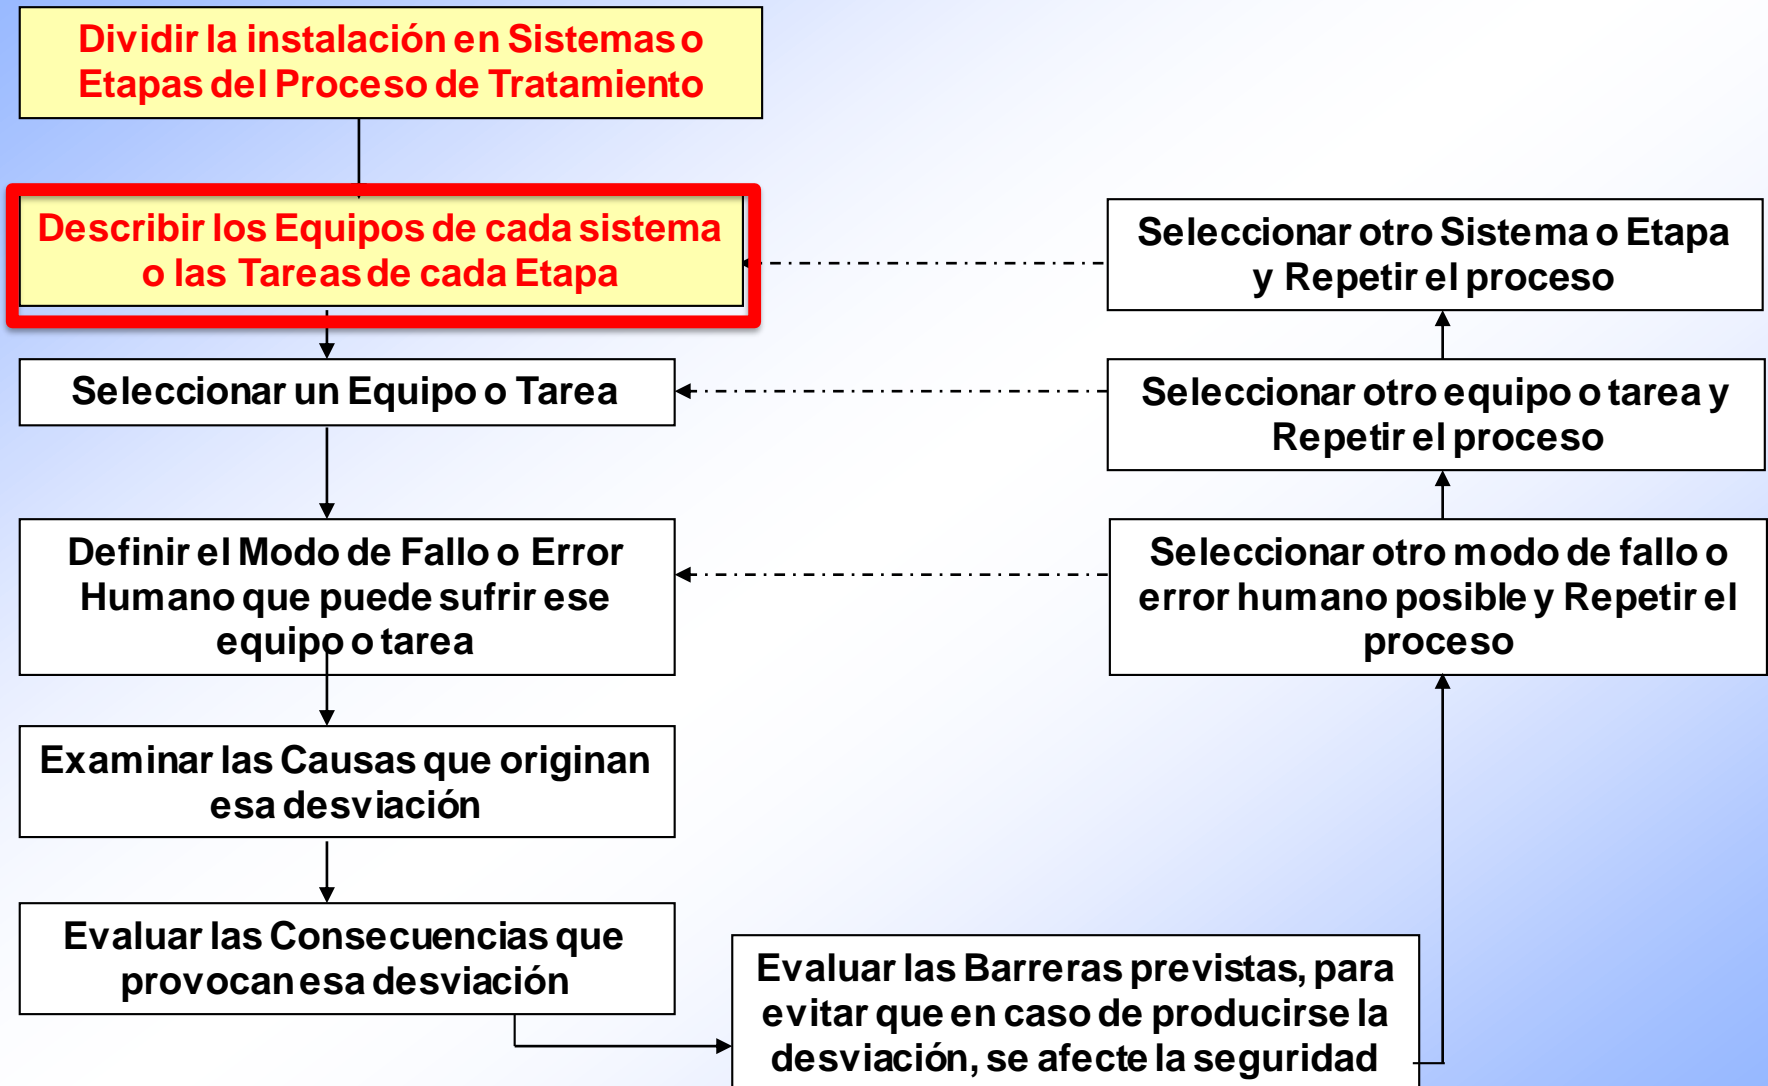 Dividir la instalación en Sistemas o
Etapas del Proceso de Tratamiento
Describir los Equipos de cada sistema
o las Tareas de cada Etapa
Seleccionar un Equipo o Tarea
Definir el Modo de Fallo o Error
Humano que puede sufrir ese
equipo o tarea
Examinar las Causas que originan
esa desviación
Evaluar las Consecuencias que
provocan esa desviación
Evaluar las Barreras previstas, para
evitar que en caso de producirse la
desviación, se afecte la seguridad
Seleccionar otro modo de fallo o
error humano posible y Repetir el
proceso
Seleccionar otro equipo o tarea y
Repetir el proceso
Seleccionar otro Sistema o Etapa
y Repetir el proceso